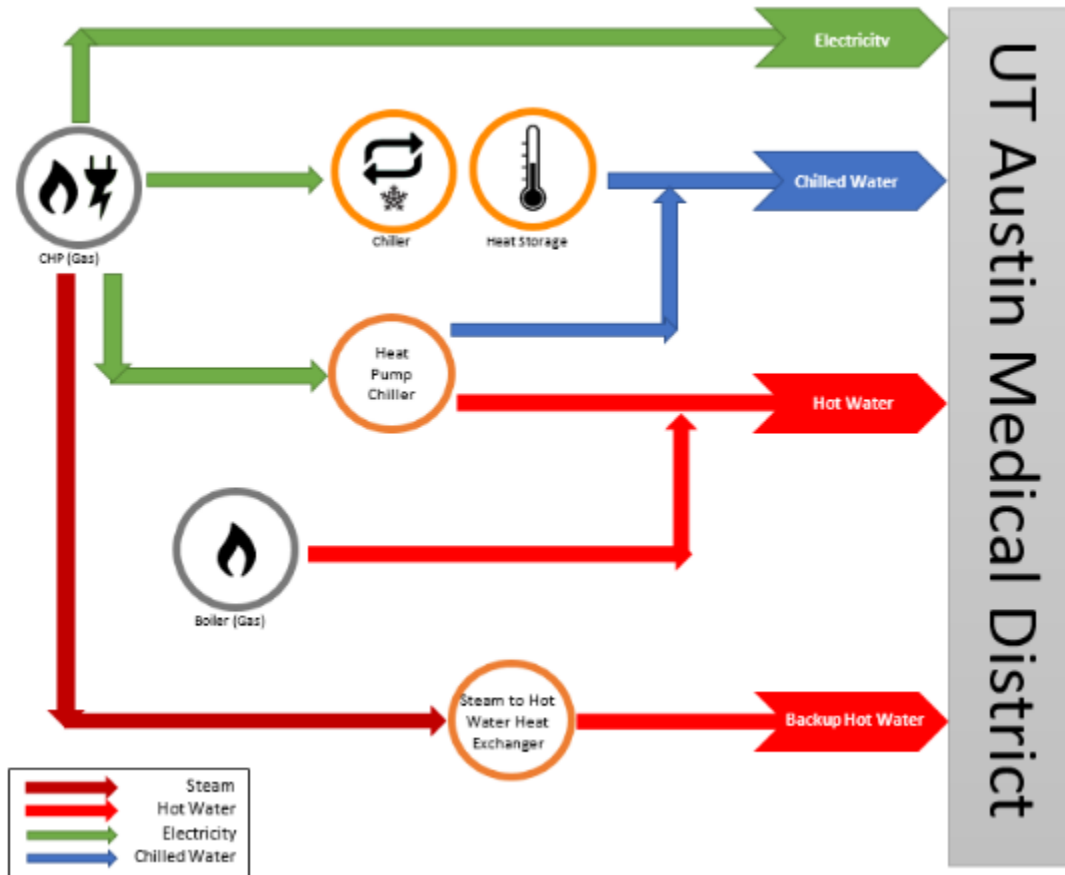 Electricity
CHP (Gas)
Chiller
Heat Storage
Chilled Water
Heat
Pump
Chiller
Hot Water
Boiler (Gas)
Steam to Hot
Water Heat
Exchanger
Backup Hot Water
UT Austin Medical District
Steam
Hot Water
Electricity
Chilled Water